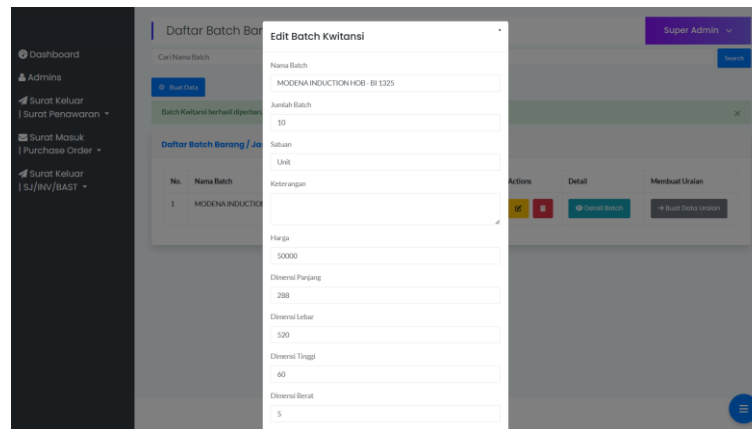 Daftar Batch Bar
Super Admin
Dashboard
Admins
Surat Keluar
| Surat Penawaran
Surat Masuk
| Purchase Order
Surat Keluar
| SJ/INV/BAST
Cari Nama Batch
Search
Buat Data
Batch Kwitansi berhasil diperbaru
×
Daftar Batch Barang / Ja
No.
Nama Batch
Actions
Detail
Membuat Uraian
1
MODENA INDUCTION
Detail Batch
Buat Data Uraian
Edit Batch Kwitansi
Nama Batch
MODENA INDUCTION HOB - BI 1325
Jumlah Batch
10
Satuan
Unit
Keterangan
Harga
50000
Dimensi Panjang
288
Dimensi Lebar
520
Dimensi Tinggi
60
Dimensi Berat
5